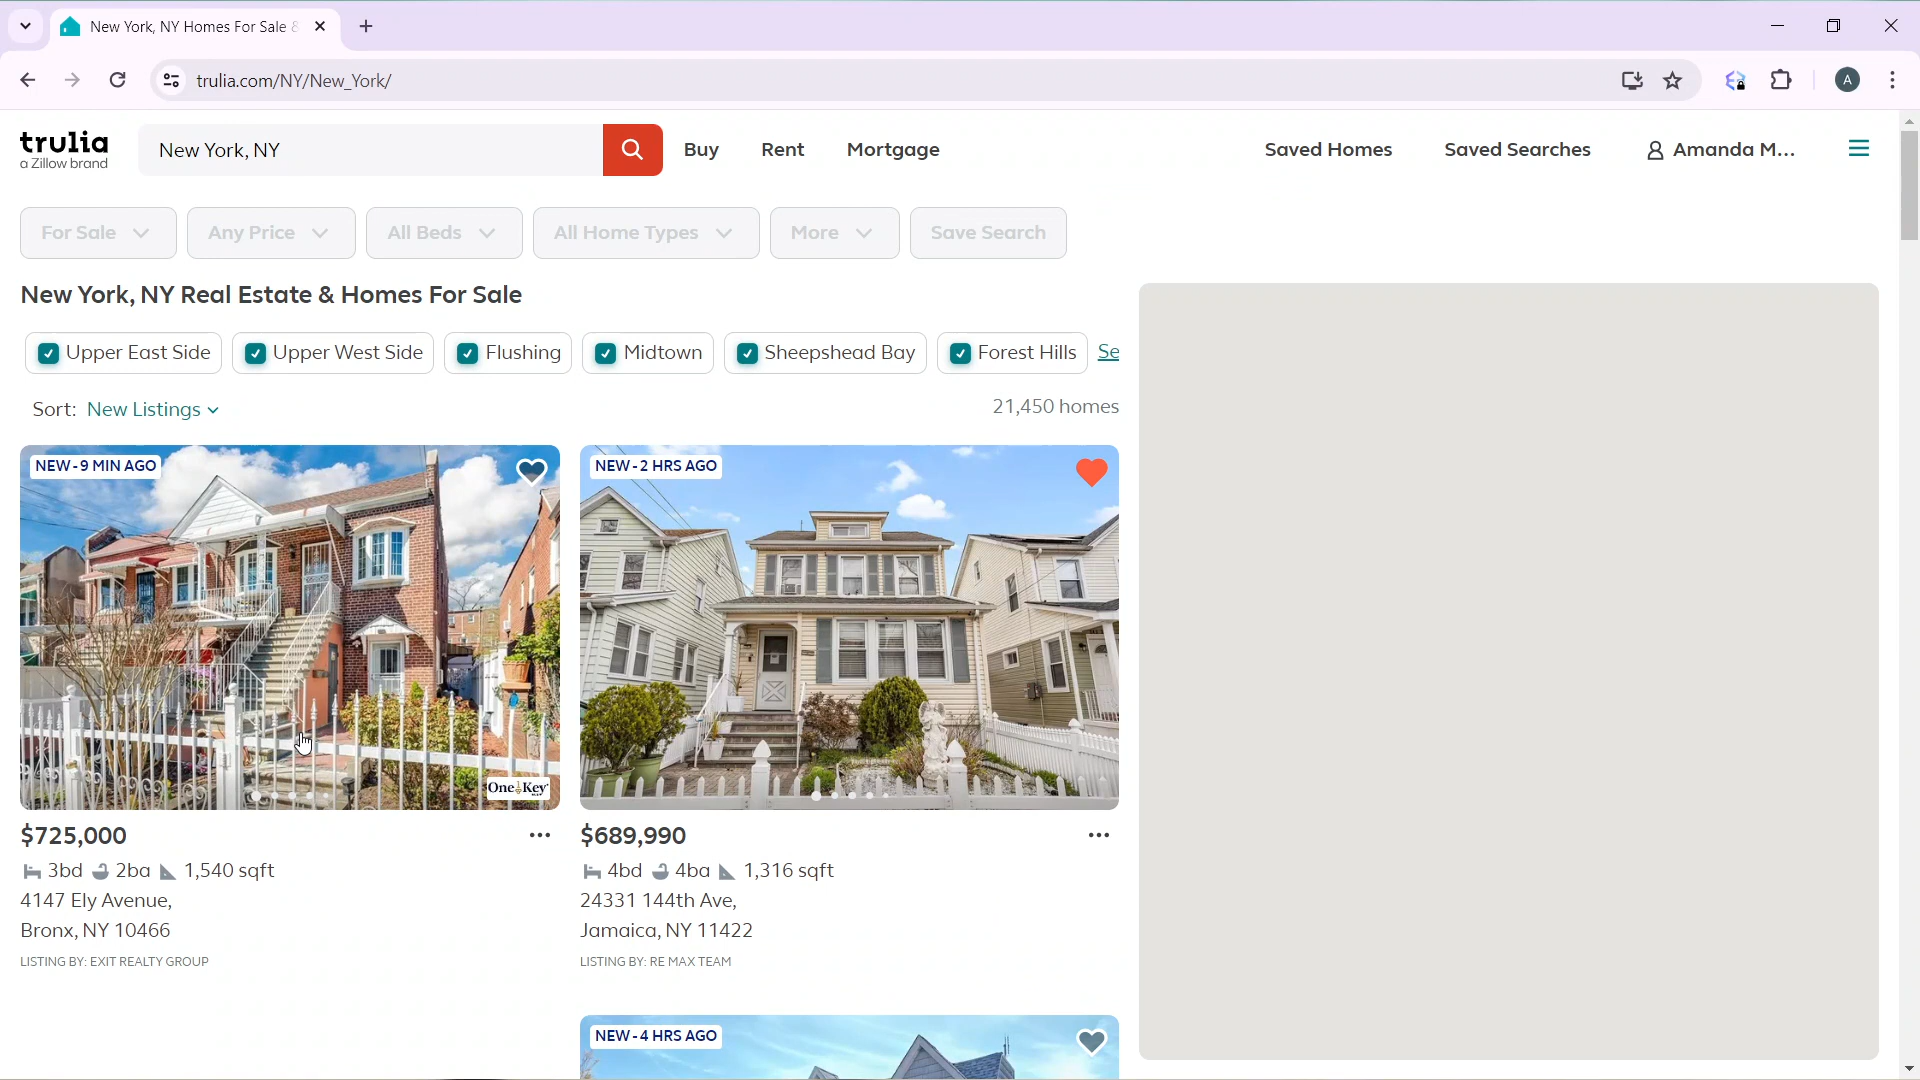 New York, NY Homes For Sale &
trulia.com/NY/New_York/
A
trulia
a Zillow brand
New York, NY
Buy
Rent
Mortgage
Saved Homes
Saved Searches
Amanda M...
For Sale
Any Price
All Beds
All Home Types
More
Save Search
New York, NY Real Estate & Homes For Sale
Upper East Side
Upper West Side
Flushing
Midtown
Sheepshead Bay
Forest Hills
Se
Sort: New Listings
21,450 homes
NEW - 9 MIN AGO
OneKey
$725,000
3bd 2ba 1,540 sqft
4147 Ely Avenue,
Bronx, NY 10466
LISTING BY: EXIT REALTY GROUP
NEW - 2 HRS AGO
$689,990
4bd 4ba 1,316 sqft
24331 144th Ave,
Jamaica, NY 11422
LISTING BY: RE MAX TEAM
NEW - 4 HRS AGO